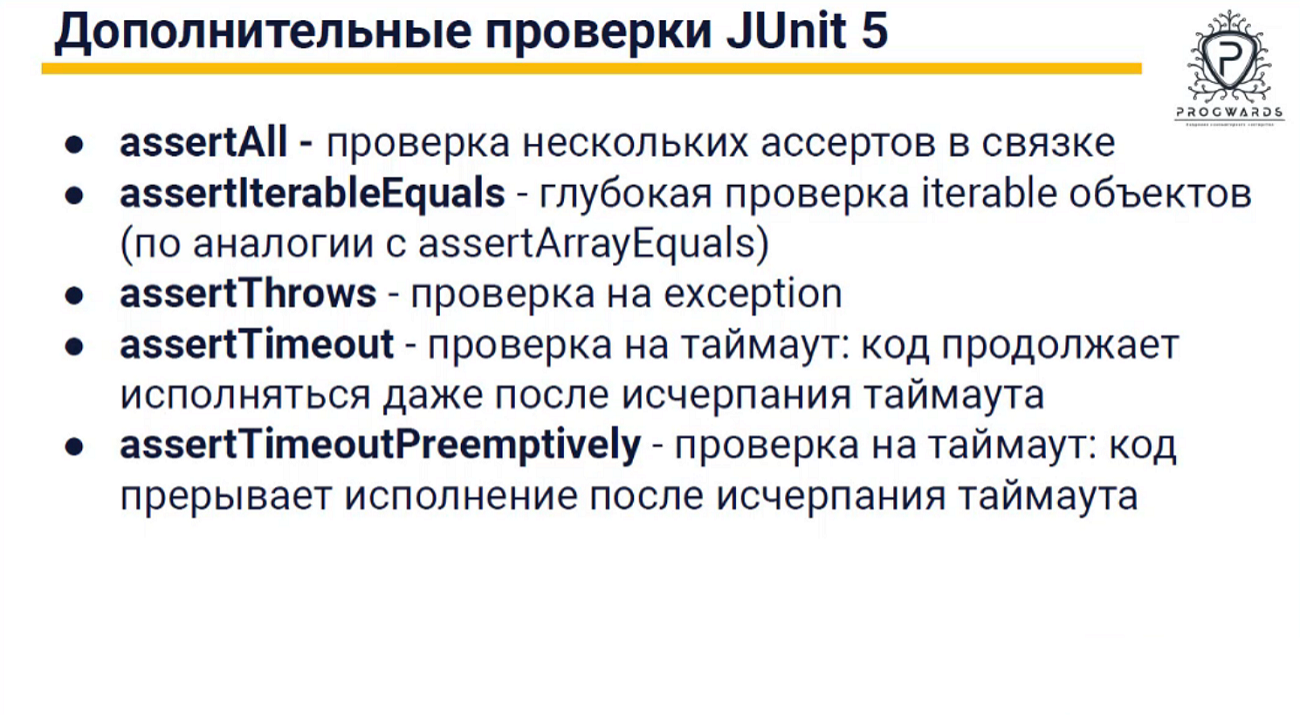 Дополнительные проверки JUnit 5
PROGWARDS
● assertAll - проверка нескольких ассертов в связке
● assertIterableEquals - глубокая проверка iterable объектов
(по аналогии с assertArrayEquals)
● assertThrows - проверка на exception
● assertTimeout - проверка на таймаут: код продолжает
исполняться даже после исчерпания таймаута
● assertTimeoutPreemptively - проверка на таймаут: код
прерывает исполнение после исчерпания таймаута